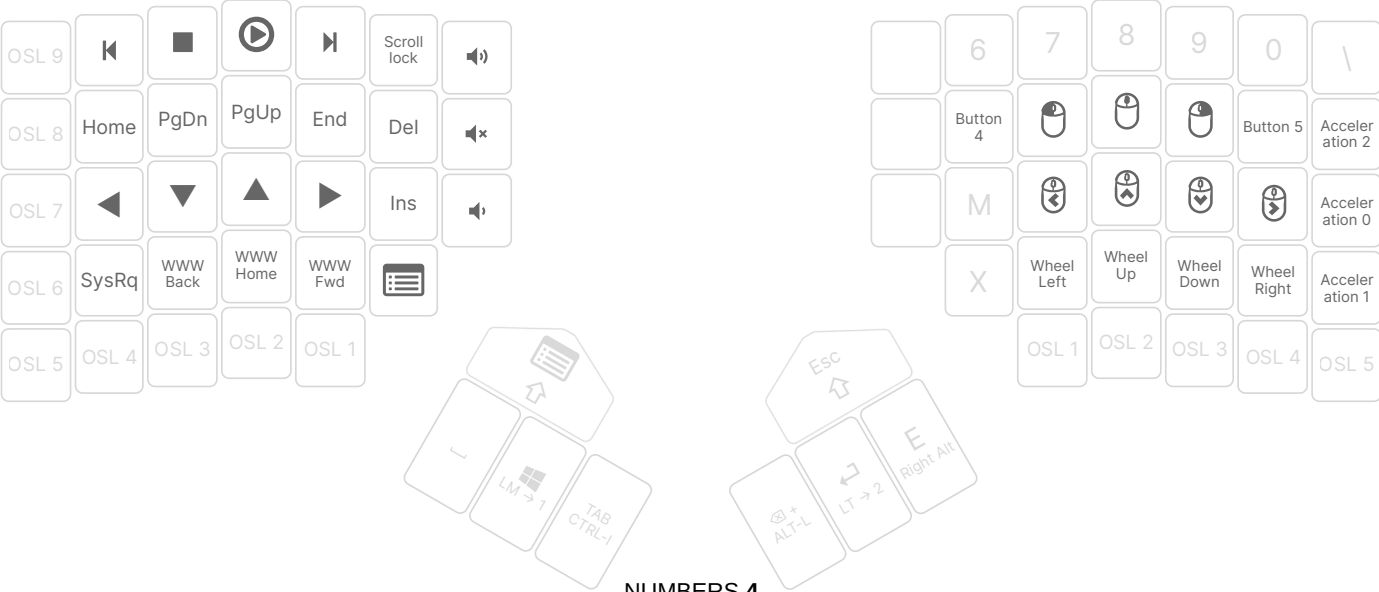 OSL 9
Scroll
lock
6
7
8
9
0
\
OSL 8
Home
PgDn
PgUp
End
Del
Button
4
Button 5
Acceler
ation 2
OSL 7
Ins
M
Acceler
ation 0
OSL 6
SysRq
WWW
Back
WWW
Home
WWW
Fwd
X
Wheel
Left
Wheel
Up
Wheel
Down
Wheel
Right
Acceler
ation 1
OSL 5
OSL 4
OSL 3
OSL 2
OSL 1
OSL 1
OSL 2
OSL 3
OSL 4
OSL 5
Esc
LM → 1
TAB
CTRL-l
+
ALT-L
LT → 2
E
Right Alt
NUMBERS 4